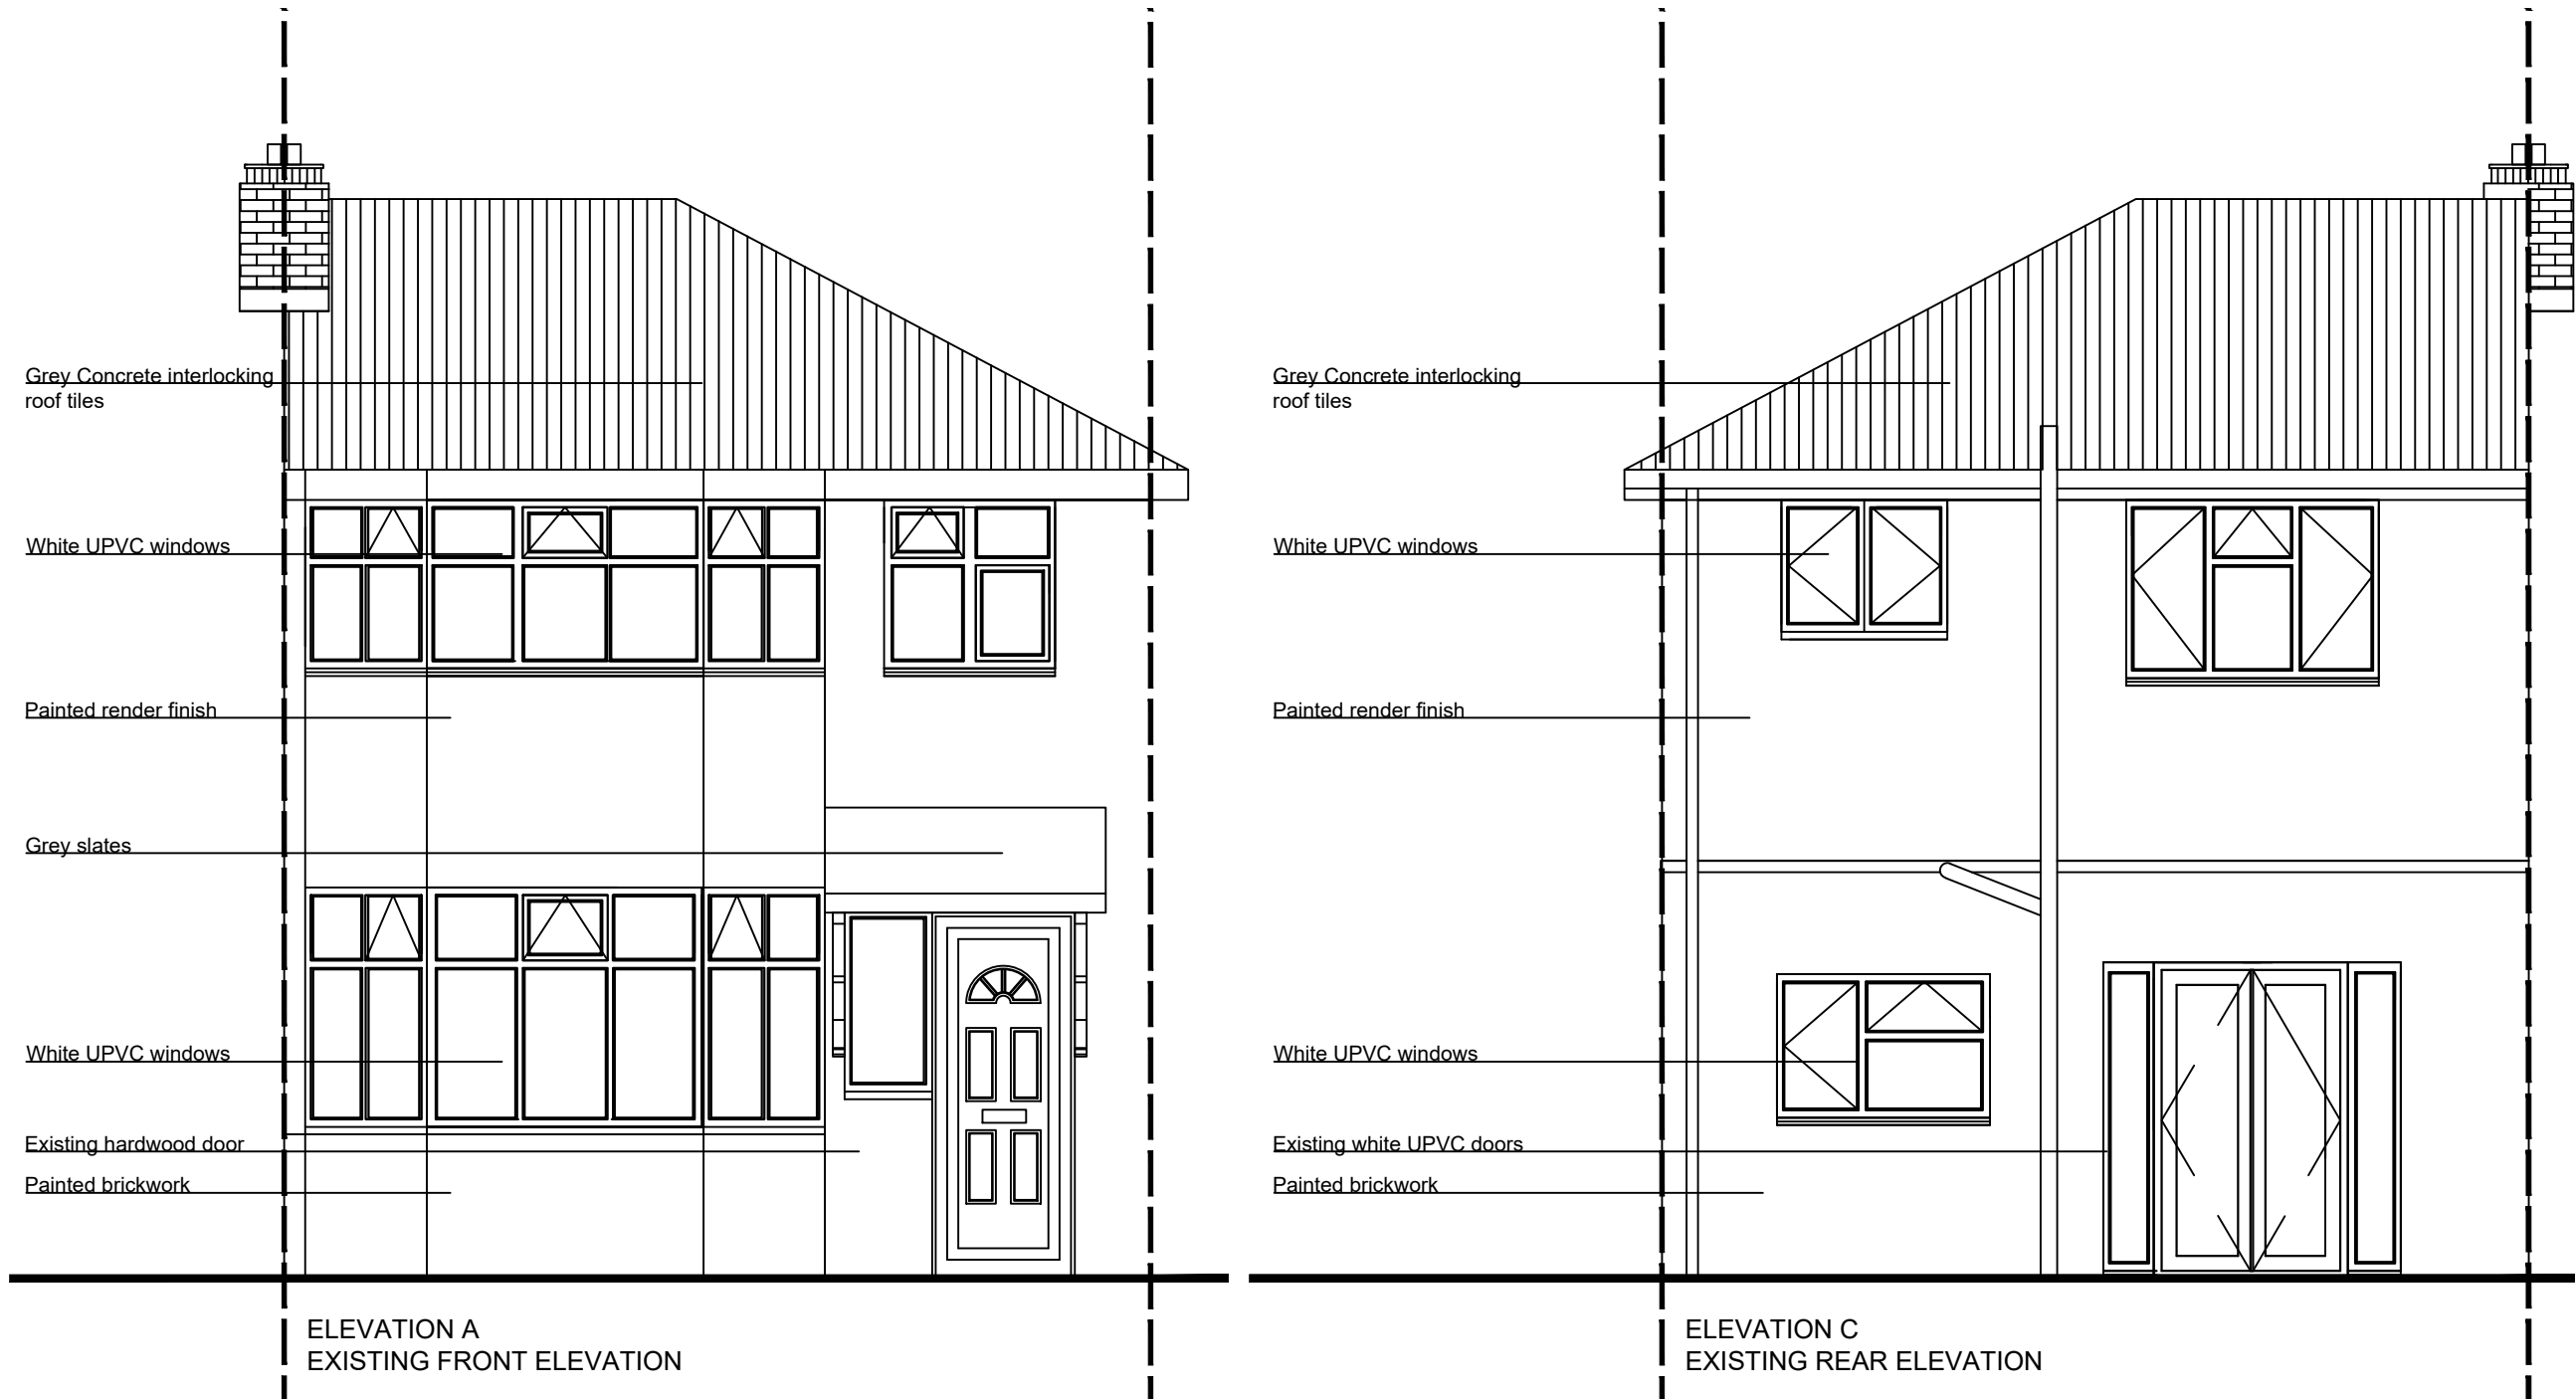 Grey Concrete interlocking
roof tiles
White UPVC windows
Painted render finish
Grey slates
White UPVC windows
Existing hardwood door
Painted brickwork
ELEVATION A
EXISTING FRONT ELEVATION
Grey Concrete interlocking
roof tiles
White UPVC windows
Painted render finish
White UPVC windows
Existing white UPVC doors
Painted brickwork
ELEVATION C
EXISTING REAR ELEVATION